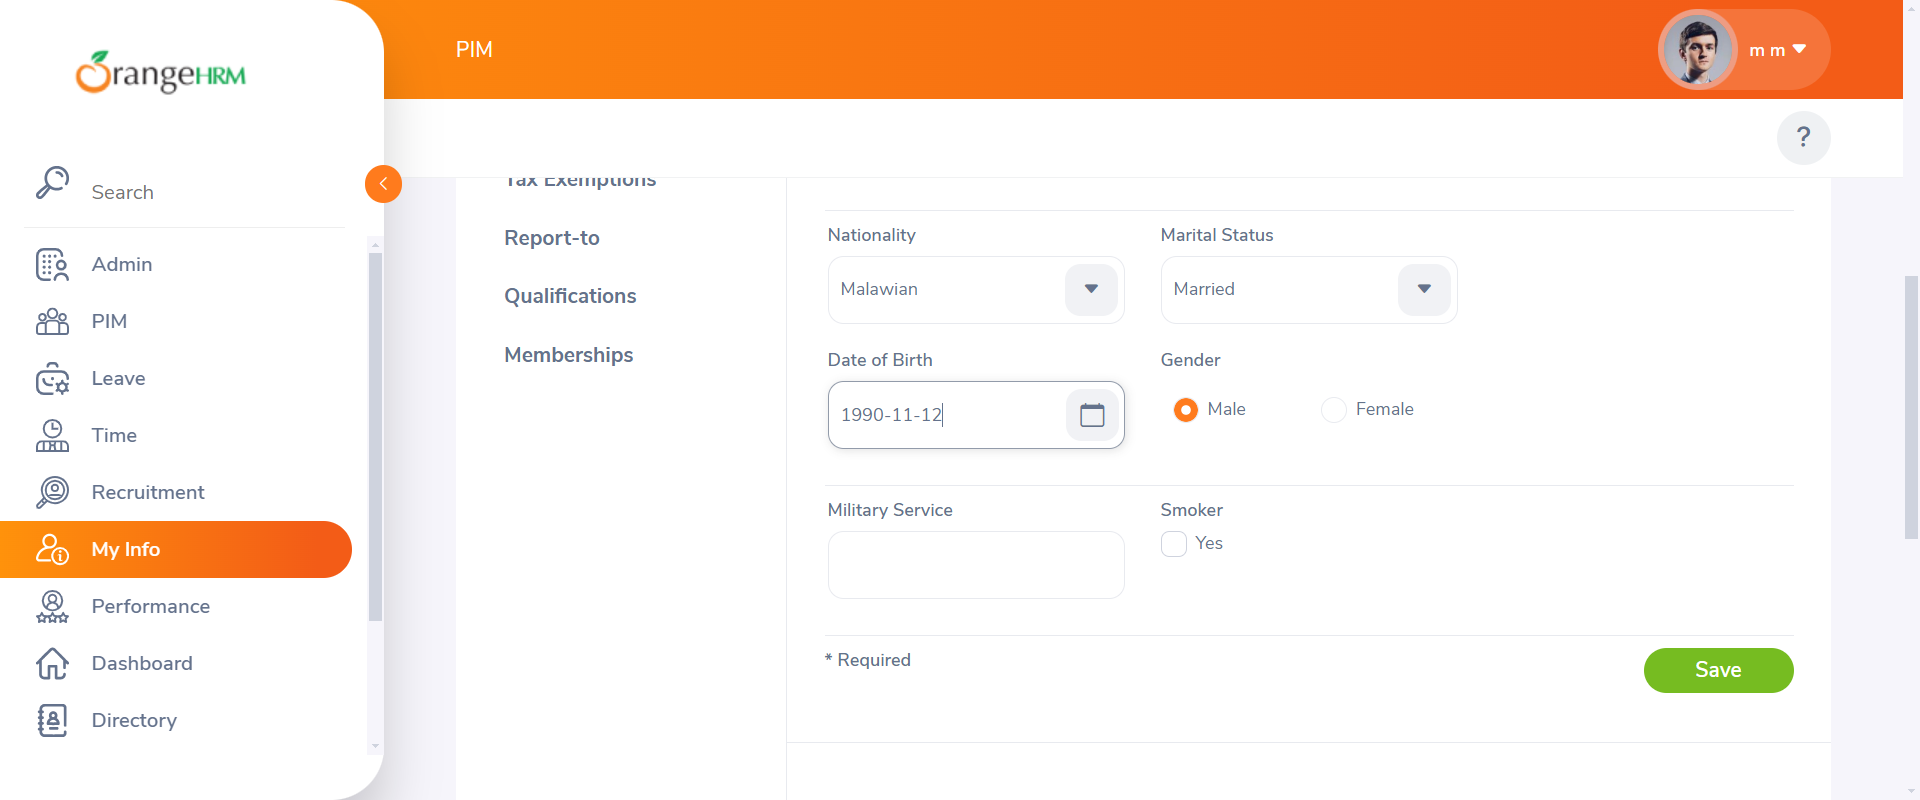 OrangeHRM
PIM
m m
?
Search
Admin
PIM
Leave
Time
Recruitment
My Info
Performance
Dashboard
Directory
Tax Exemptions
Report-to
Qualifications
Memberships
Nationality
Marital Status
Malawian
Married
Date of Birth
Gender
1990-11-12
Male
Female
Military Service
Smoker
Yes
* Required
Save